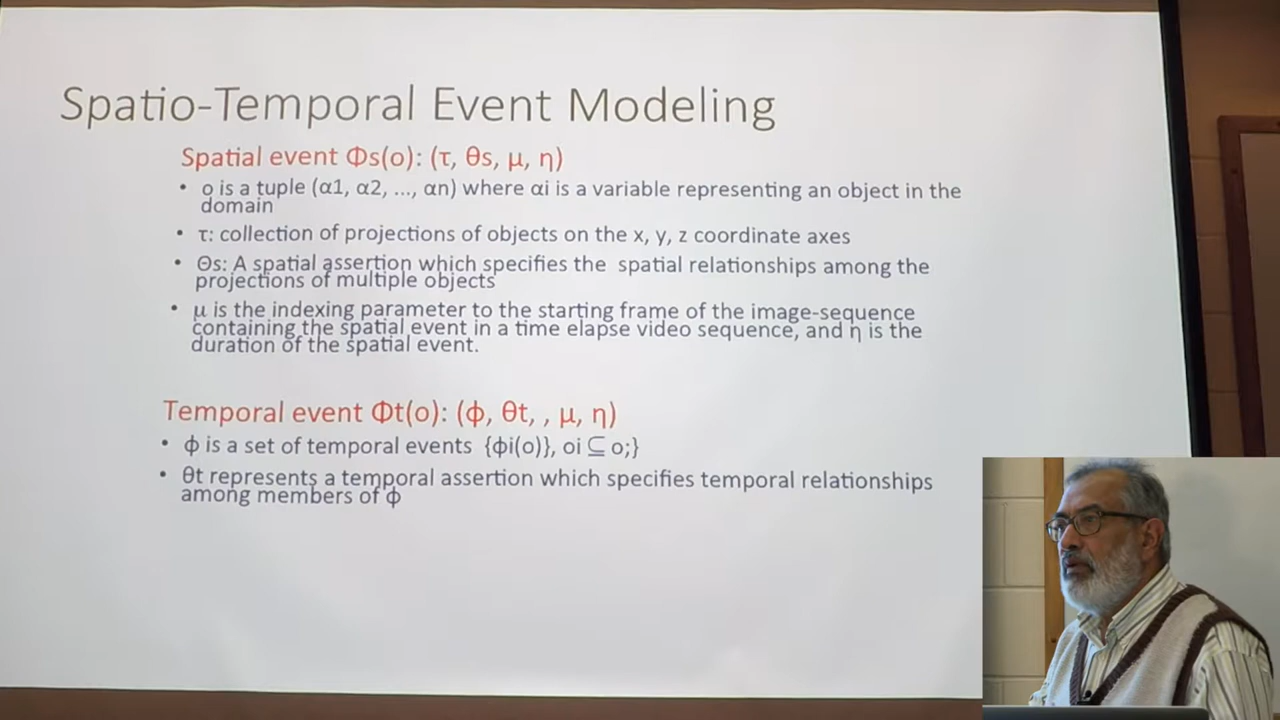 Spatio-Temporal Event Modeling
Spatial event Φs(o): (τ, θs, μ, η)
• o is a tuple (α1, α2, ..., αn) where αi is a variable representing an object in the
domain
• τ: collection of projections of objects on the x, y, z coordinate axes
• Θs: A spatial assertion which specifies the spatial relationships among the
projections of multiple objects
• μ is the indexing parameter to the starting frame of the image-sequence
containing the spatial event in a time elapse video sequence, and η is the
duration of the spatial event.
Temporal event Φt(o): (ϕ, θt, , μ, η)
• ϕ is a set of temporal events {ϕi(o)}, oi ⊆ o;}
• θt represents a temporal assertion which specifies temporal relationships
among members of ϕ